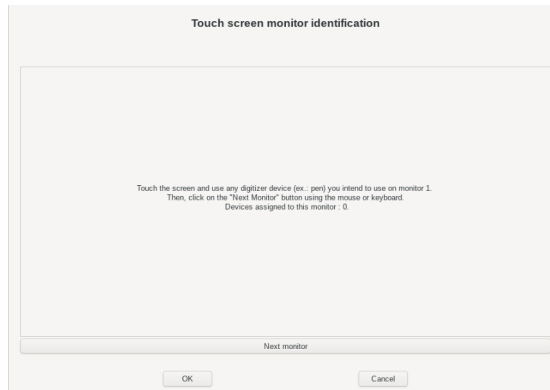 Touch screen monitor identification
Touch the screen and use any digitizer device (ex.: pen) you intend to use on monitor 1.
Then, click on the "Next Monitor" button using the mouse or keyboard.
Devices assigned to this monitor : 0.
Next monitor
OK
Cancel